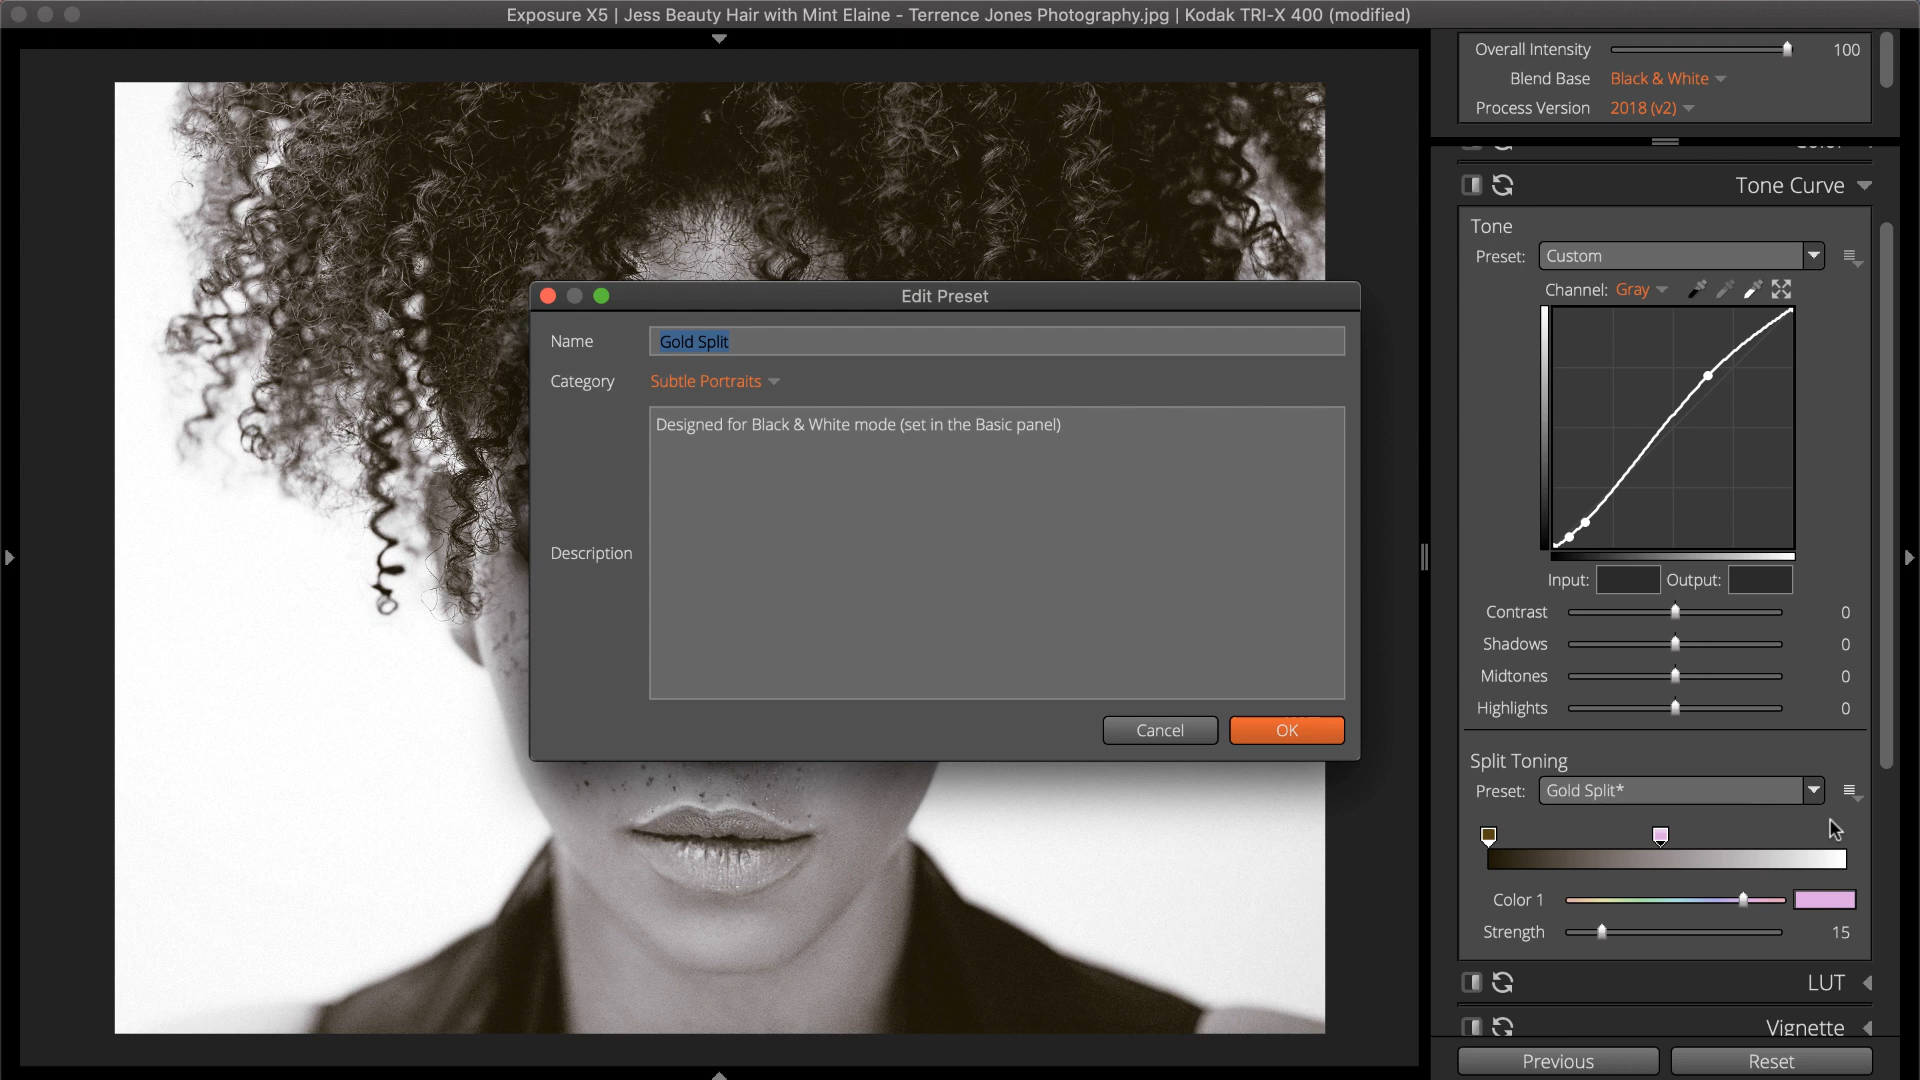 Exposure X5 | Jess Beauty Hair with Mint Elaine - Terrence Jones Photography.jpg | Kodak TRI-X 400 (modified)
Overall Intensity 100
Blend Base Black & White
Process Version 2018 (v2)
Tone Curve
Tone
Preset: Custom
Channel: Gray
Input: Output:
Contrast 0
Shadows 0
Midtones 0
Highlights 0
Split Toning
Preset: Gold Split*
Color 1
Strength 15
LUT
Vignette
Previous Reset
Edit Preset
Name Gold Split
Category Subtle Portraits
Designed for Black & White mode (set in the Basic panel)
Description
Cancel OK